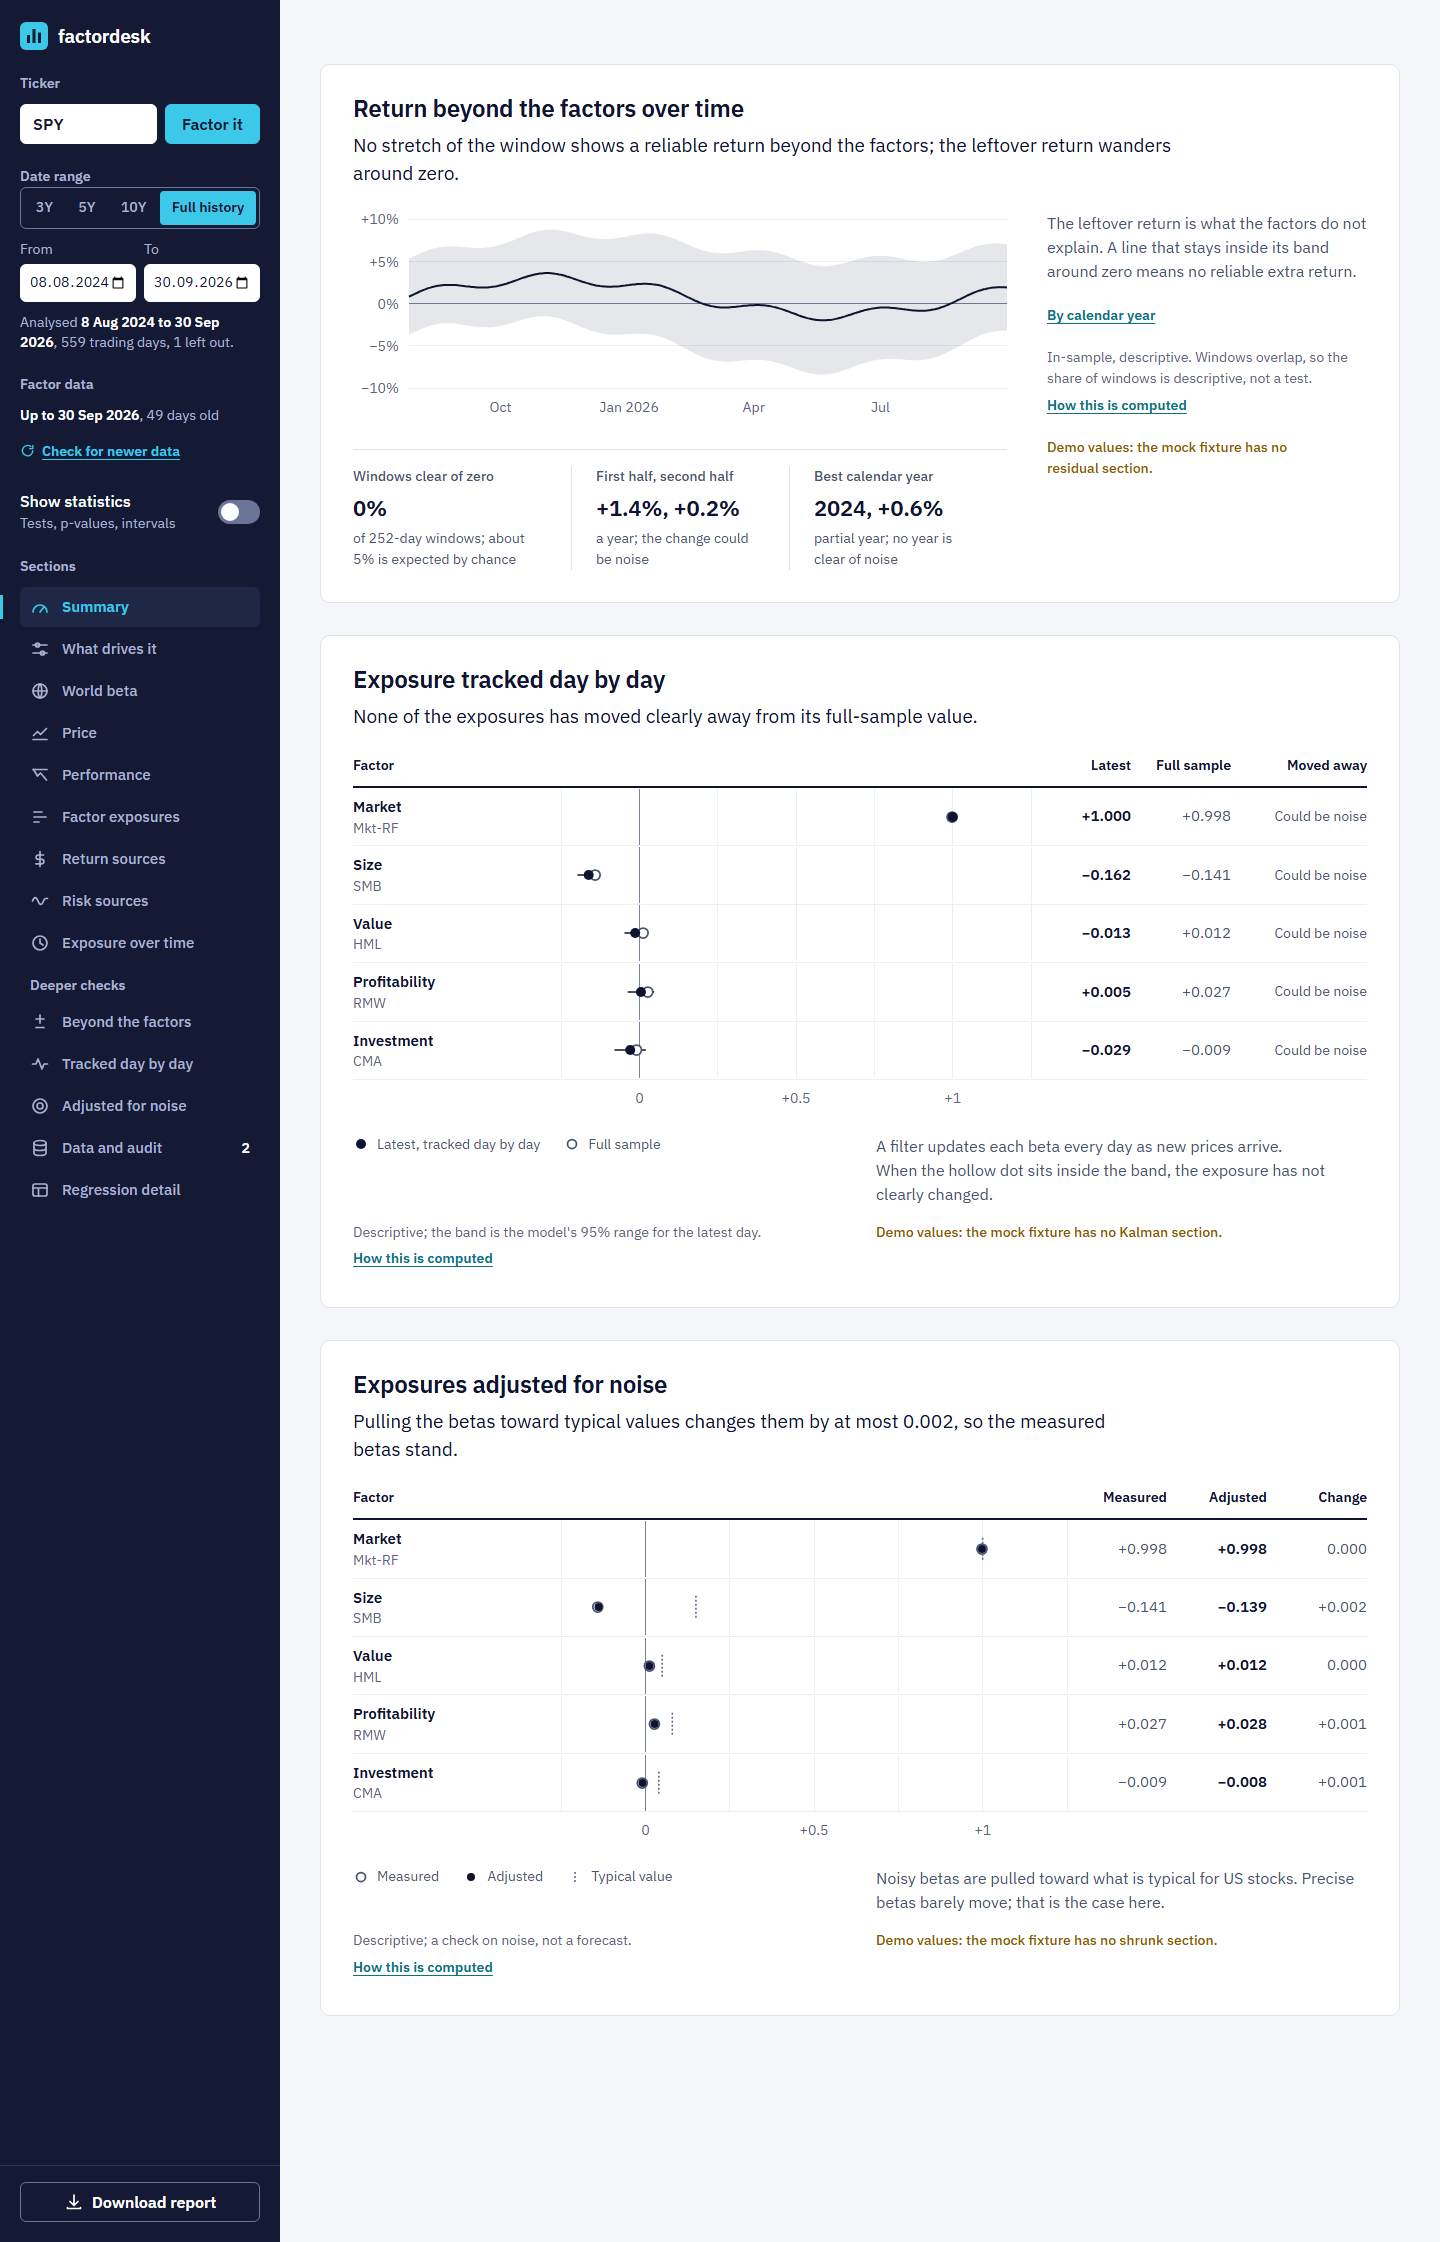 factordesk
Ticker
SPY
Factor it
Date range
3Y 5Y 10Y Full history
From To
08.08.2024 30.09.2026
Analysed 8 Aug 2024 to 30 Sep
2026, 559 trading days, 1 left out.
Factor data
Up to 30 Sep 2026, 49 days old
Check for newer data
Show statistics
Tests, p-values, intervals
Sections
Summary
What drives it
World beta
Price
Performance
Factor exposures
Return sources
Risk sources
Exposure over time
Deeper checks
Beyond the factors
Tracked day by day
Adjusted for noise
Data and audit 2
Regression detail
Download report
Return beyond the factors over time
No stretch of the window shows a reliable return beyond the factors; the leftover return wanders
around zero.
+10%
+5%
0%
−5%
−10%
Oct Jan 2026 Apr Jul
The leftover return is what the factors do not
explain. A line that stays inside its band
around zero means no reliable extra return.
By calendar year
In-sample, descriptive. Windows overlap, so the
share of windows is descriptive, not a test.
How this is computed
Demo values: the mock fixture has no
residual section.
Windows clear of zero
0%
of 252-day windows; about
5% is expected by chance
First half, second half
+1.4%, +0.2%
a year; the change could
be noise
Best calendar year
2024, +0.6%
partial year; no year is
clear of noise
Exposure tracked day by day
None of the exposures has moved clearly away from its full-sample value.
Factor Latest Full sample Moved away
Market
Mkt-RF
+1.000 +0.998 Could be noise
Size
SMB
−0.162 −0.141 Could be noise
Value
HML
−0.013 +0.012 Could be noise
Profitability
RMW
+0.005 +0.027 Could be noise
Investment
CMA
−0.029 −0.009 Could be noise
0 +0.5 +1
Latest, tracked day by day Full sample
A filter updates each beta every day as new prices arrive.
When the hollow dot sits inside the band, the exposure has not
clearly changed.
Descriptive; the band is the model's 95% range for the latest day.
How this is computed
Demo values: the mock fixture has no Kalman section.
Exposures adjusted for noise
Pulling the betas toward typical values changes them by at most 0.002, so the measured
betas stand.
Factor Measured Adjusted Change
Market
Mkt-RF
+0.998 +0.998 0.000
Size
SMB
−0.141 −0.139 +0.002
Value
HML
+0.012 +0.012 0.000
Profitability
RMW
+0.027 +0.028 +0.001
Investment
CMA
−0.009 −0.008 +0.001
0 +0.5 +1
Measured Adjusted Typical value
Noisy betas are pulled toward what is typical for US stocks. Precise
betas barely move; that is the case here.
Descriptive; a check on noise, not a forecast.
How this is computed
Demo values: the mock fixture has no shrunk section.